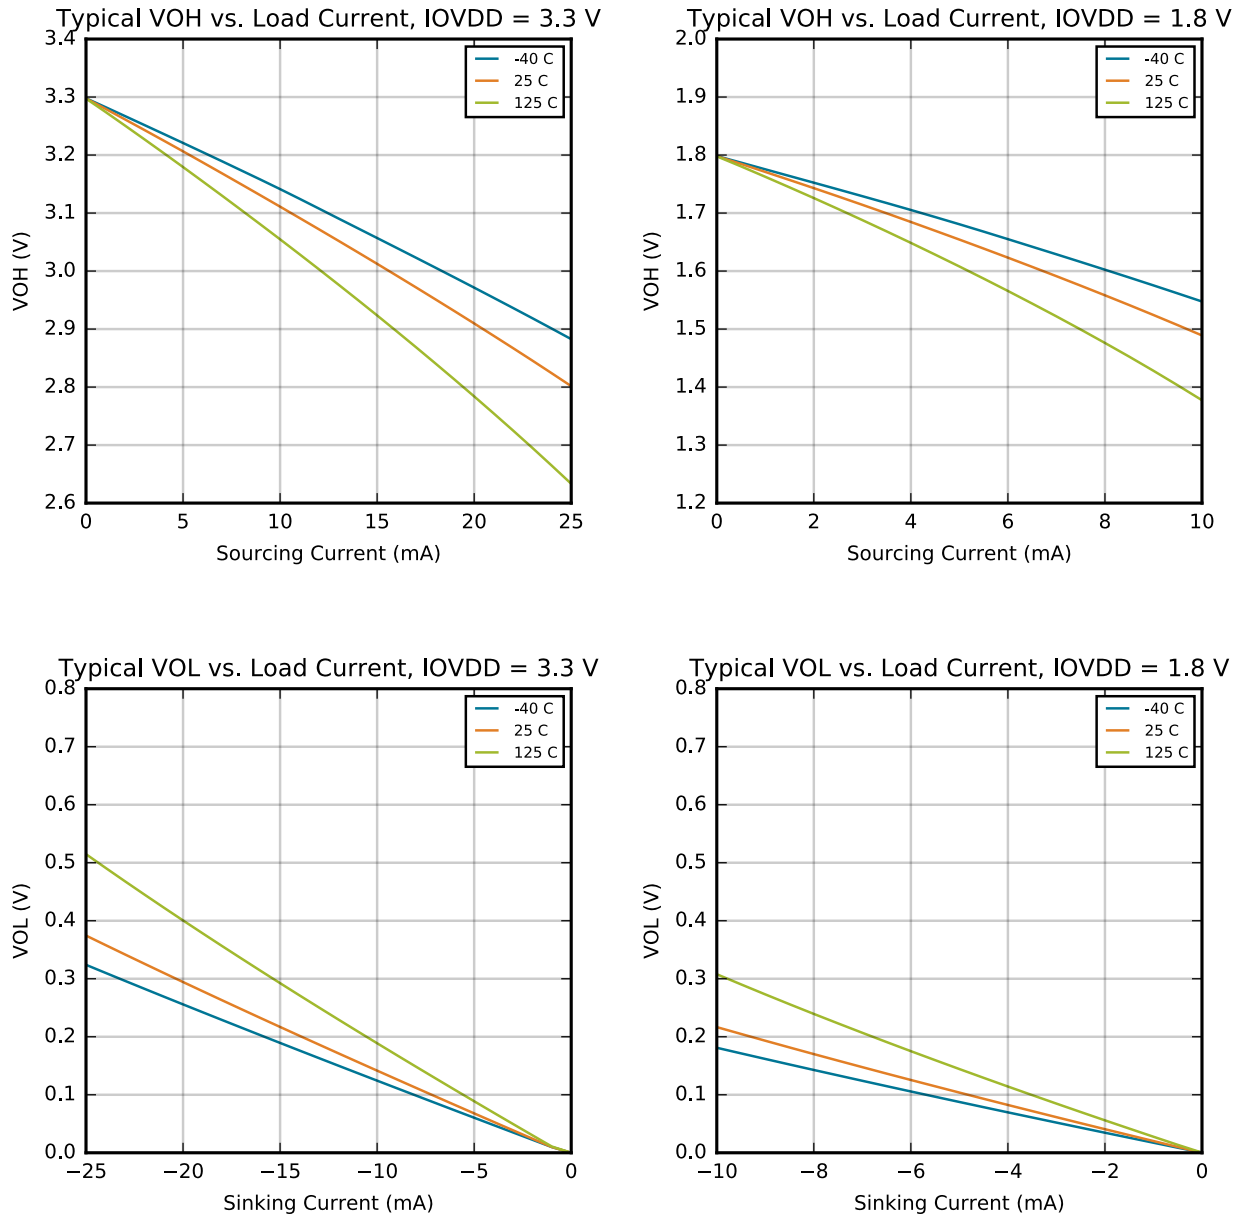 Typical VOH vs. Load Current, IOVDD = 3.3 V
3.4
3.3
3.2
3.1
3.0
2.9
2.8
2.7
2.6
VOH (V)
-40 C
25 C
125 C
0 5 10 15 20 25
Sourcing Current (mA)
Typical VOH vs. Load Current, IOVDD = 1.8 V
2.0
1.9
1.8
1.7
1.6
1.5
1.4
1.3
1.2
VOH (V)
-40 C
25 C
125 C
0 2 4 6 8 10
Sourcing Current (mA)
Typical VOL vs. Load Current, IOVDD = 3.3 V
0.8
0.7
0.6
0.5
0.4
0.3
0.2
0.1
0.0
VOL (V)
-40 C
25 C
125 C
−25 −20 −15 −10 −5 0
Sinking Current (mA)
Typical VOL vs. Load Current, IOVDD = 1.8 V
0.8
0.7
0.6
0.5
0.4
0.3
0.2
0.1
0.0
VOL (V)
-40 C
25 C
125 C
−10 −8 −6 −4 −2 0
Sinking Current (mA)